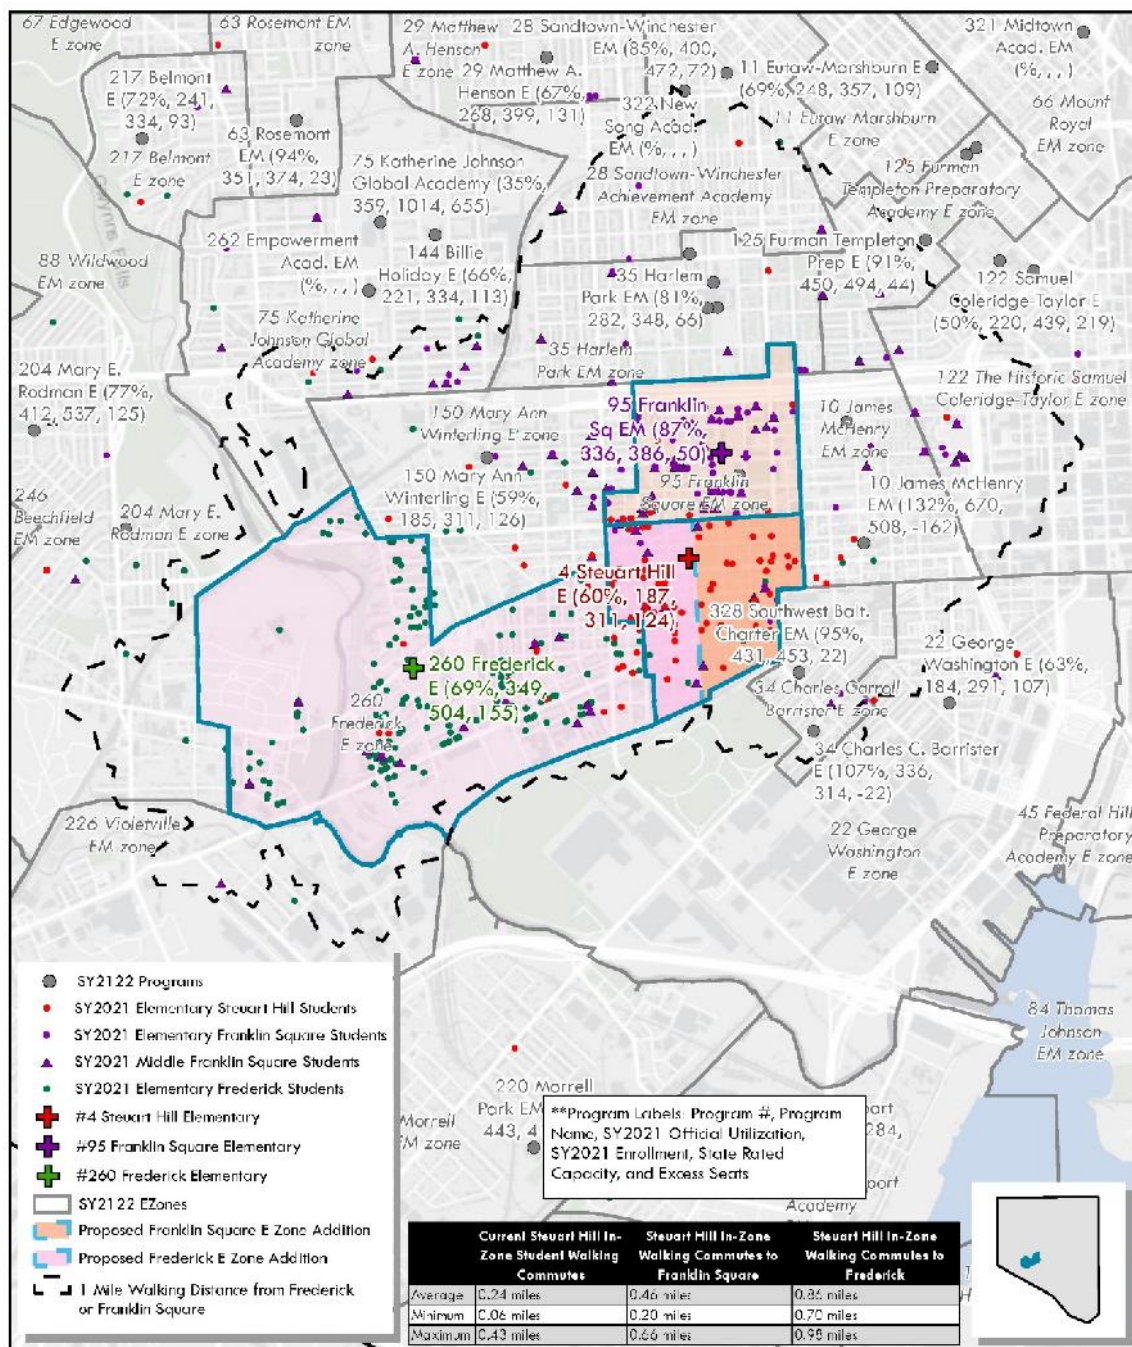 67 Edgewood
E zone
63 Rosemont EM
zone
29 Matthew
A. Henson
E zone
28 Sandtown-Winchester
EM (85%, 400,
472, 72)
321 Midtown
Acad. EM
(%, , , )
217 Belmont
E (72%, 241,
334, 93)
29 Matthew A.
Henson E (67%,
268, 399, 131)
11 Eutaw-Marshburn E
(69%, 248, 357, 109)
322 New
Song Acad.
EM (%, , , )
66 Mount
Royal
EM zone
11 Eutaw-Marshburn
E zone
63 Rosemont
EM (94%,
351, 374, 23)
217 Belmont
E zone
75 Katherine Johnson
Global Academy (35%,
359, 1014, 655)
28 Sandtown-Winchester
Achievement Academy
EM zone
125 Furman
Templeton Preparatory
Academy E zone
88 Wildwood
EM zone
262 Empowerment
Acad. EM
(%, , , )
144 Billie
Holiday E (66%,
221, 334, 113)
35 Harlem
Park EM (81%,
282, 348, 66)
125 Furman Templeton
Prep E (91%,
450, 494, 44)
122 Samuel
Coleridge-Taylor E
(50%, 220, 439, 219)
75 Katherine
Johnson Global
Academy zone
35 Harlem
Park EM zone
204 Mary E.
Rodman E (77%,
412, 537, 125)
122 The Historic Samuel
Coleridge-Taylor E zone
150 Mary Ann
Winterling E zone
95 Franklin
Sq EM (87%,
336, 386, 50)
10 James
McHenry
EM zone
150 Mary Ann
Winterling E (59%,
185, 311, 126)
95 Franklin
Square EM zone
10 James McHenry
EM (132%, 670,
508, -162)
246
Beechfield
EM zone
204 Mary E.
Rodman E zone
4 Steuart Hill
E (60%, 187,
311, 124)
328 Southwest Balt.
Charter EM (95%,
431, 453, 22)
22 George
Washington E (63%,
184, 291, 107)
260 Frederick
E (69%, 349,
504, 155)
260
Frederick
E zone
34 Charles Carroll
Barrister E zone
34 Charles C. Barrister
E (107%, 336,
314, -22)
226 Violetville
EM zone
22 George
Washington
E zone
45 Federal Hill
Preparatory
Academy E zone
84 Thomas
Johnson
EM zone
220 Morrell
Park EM
443, 4
Morrell
EM zone
port
284,
port
Academy
SY2122 Programs
SY2021 Elementary Steuart Hill Students
SY2021 Elementary Franklin Square Students
SY2021 Middle Franklin Square Students
SY2021 Elementary Frederick Students
#4 Steuart Hill Elementary
#95 Franklin Square Elementary
#260 Frederick Elementary
SY2122 EZones
Proposed Franklin Square E Zone Addition
Proposed Frederick E Zone Addition
1 Mile Walking Distance from Frederick
or Franklin Square
**Program Labels: Program #, Program
Name, SY2021 Official Utilization,
SY2021 Enrollment, State Rated
Capacity, and Excess Seats
Current Steuart Hill In-
Zone Student Walking
Commutes
Steuart Hill In-Zone
Walking Commutes to
Franklin Square
Steuart Hill In-Zone
Walking Commutes to
Frederick
Average 0.24 miles 0.46 miles 0.86 miles
Minimum 0.06 miles 0.20 miles 0.70 miles
Maximum 0.43 miles 0.66 miles 0.98 miles